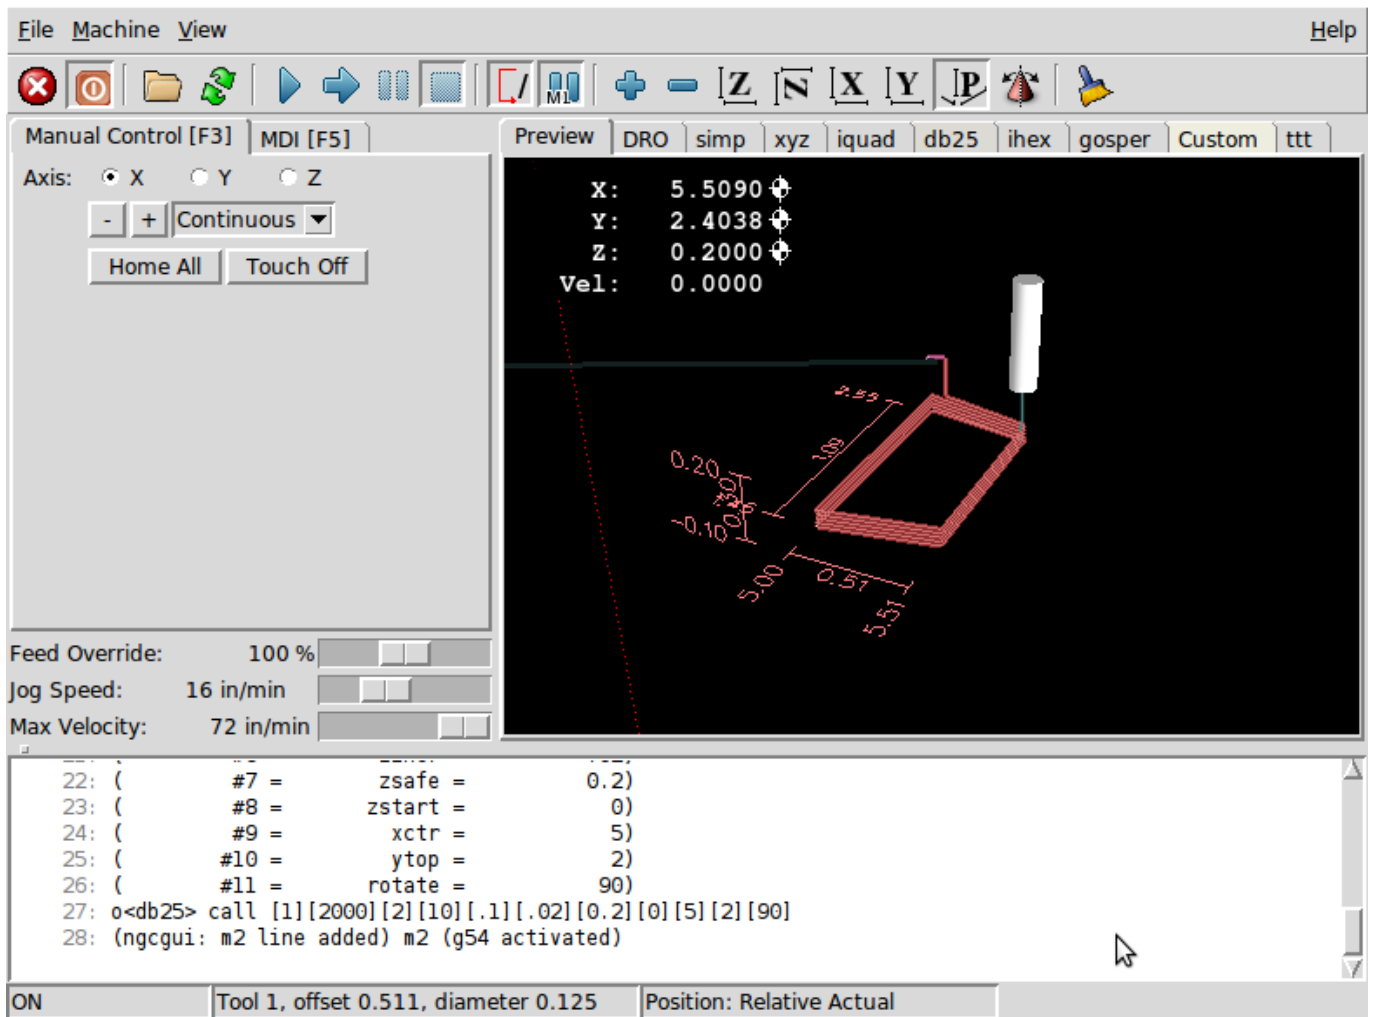 File Machine View Help
M1 Z N X Y P
Manual Control [F3] MDI [F5] Preview DRO simp xyz iquad db25 ihex gosper Custom ttt
Axis: X Y Z
- + Continuous
Home All Touch Off
X: 5.5090
Y: 2.4038
Z: 0.2000
Vel: 0.0000
2.59
0.20
-0.10
5.00
0.51
5.51
Feed Override: 100 %
Jog Speed: 16 in/min
Max Velocity: 72 in/min
22: ( #7 = zsafe = 0.2)
23: ( #8 = zstart = 0)
24: ( #9 = xctr = 5)
25: ( #10 = ytop = 2)
26: ( #11 = rotate = 90)
27: o<db25> call [1][2000][2][10][.1][.02][0.2][0][5][2][90]
28: (ngcgui: m2 line added) m2 (g54 activated)
ON Tool 1, offset 0.511, diameter 0.125 Position: Relative Actual